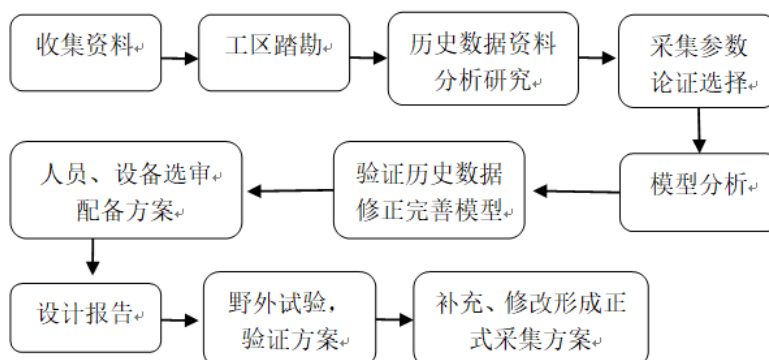 收集资料
工区踏勘
历史数据资料
分析研究
采集参数
论证选择
模型分析
验证历史数据
修正完善模型
人员、设备选审
配备方案
设计报告
野外试验，
验证方案
补充、修改形成正
式采集方案